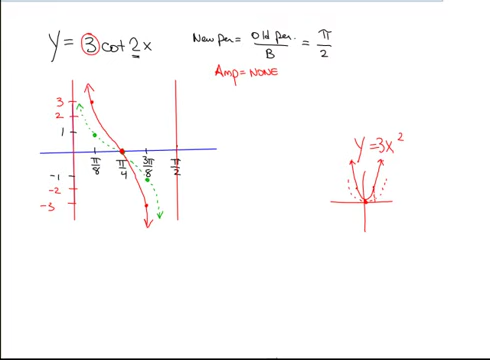 Y = 3 cot 2x
New per = Old per. / B = π / 2
Amp = NONE
3
2
1
-1
-2
-3
π/8 π/4 3π/8 π/2
Y = 3x²